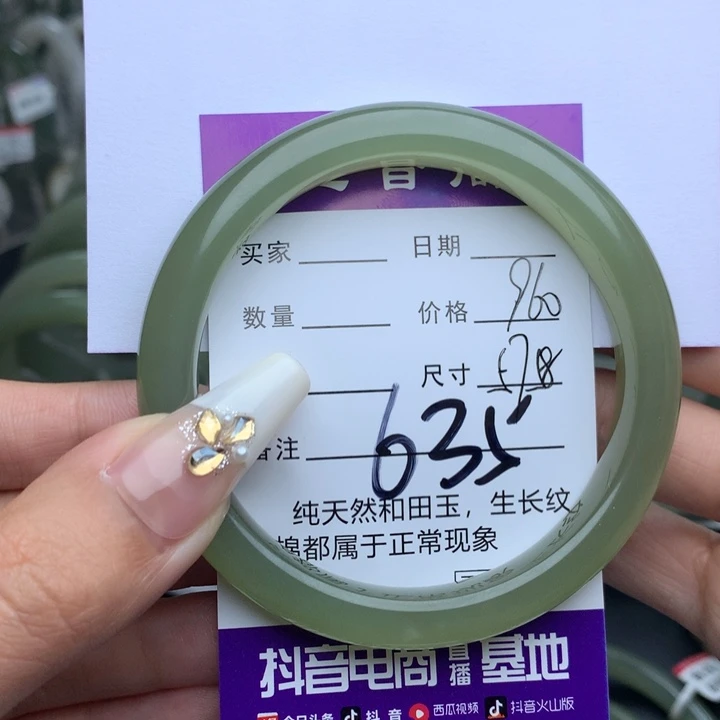 买家 日期
数量 价格 960
尺寸 578
635
备注
纯天然和田玉，生长纹
棉都属于正常现象
抖音电商 直播 基地
今日头条 抖音 西瓜视频 抖音火山版